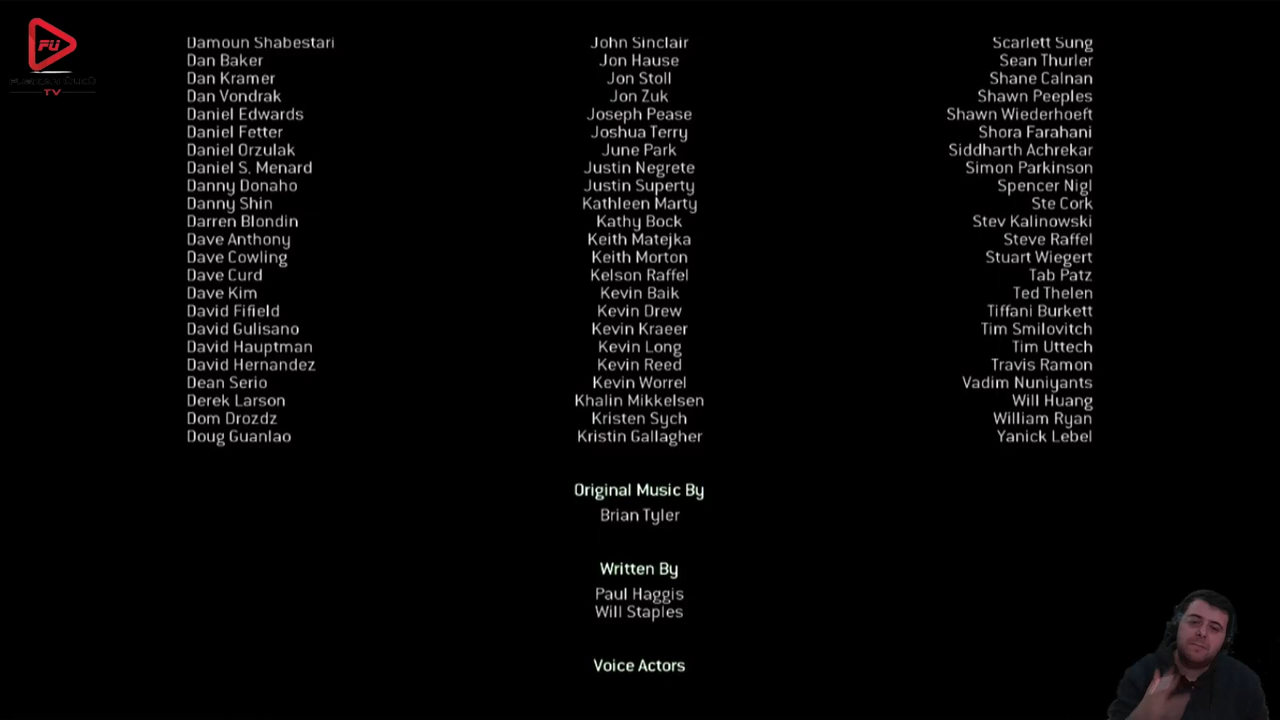 FU
TV
Damoun Shabestari
Dan Baker
Dan Kramer
Dan Vondrak
Daniel Edwards
Daniel Fetter
Daniel Orzulak
Daniel S. Menard
Danny Donaho
Danny Shin
Darren Blondin
Dave Anthony
Dave Cowling
Dave Curd
Dave Kim
David Fifield
David Gulisano
David Hauptman
David Hernandez
Dean Serio
Derek Larson
Dom Drozdz
Doug Guanlao
John Sinclair
Jon Hause
Jon Stoll
Jon Zuk
Joseph Pease
Joshua Terry
June Park
Justin Negrete
Justin Superty
Kathleen Marty
Kathy Bock
Keith Matejka
Keith Morton
Kelson Raffel
Kevin Baik
Kevin Drew
Kevin Kraeer
Kevin Long
Kevin Reed
Kevin Worrel
Khalin Mikkelsen
Kristen Sych
Kristin Gallagher
Scarlett Sung
Sean Thurler
Shane Calnan
Shawn Peeples
Shawn Wiederhoeft
Shora Farahani
Siddharth Achrekar
Simon Parkinson
Spencer Nigl
Ste Cork
Stev Kalinowski
Steve Raffel
Stuart Wiegert
Tab Patz
Ted Thelen
Tiffani Burkett
Tim Smilovitch
Tim Uttech
Travis Ramon
Vadim Nuniyants
Will Huang
William Ryan
Yanick Lebel
Original Music By
Brian Tyler
Written By
Paul Haggis
Will Staples
Voice Actors